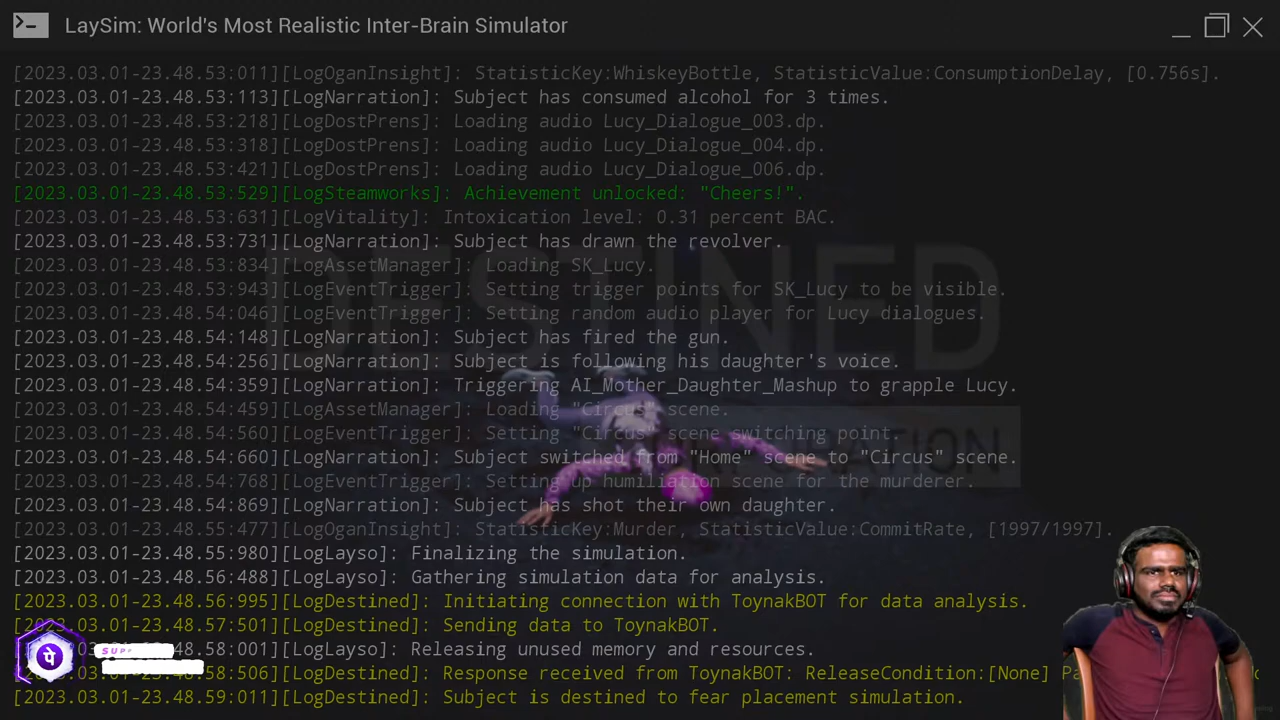 LaySim: World's Most Realistic Inter-Brain Simulator
[2023.03.01-23.48.53:011][LogOganInsight]: StatisticKey:WhiskeyBottle, StatisticValue:ConsumptionDelay, [0.756s].
[2023.03.01-23.48.53:113][LogNarration]: Subject has consumed alcohol for 3 times.
[2023.03.01-23.48.53:218][LogDostPrens]: Loading audio Lucy_Dialogue_003.dp.
[2023.03.01-23.48.53:318][LogDostPrens]: Loading audio Lucy_Dialogue_004.dp.
[2023.03.01-23.48.53:421][LogDostPrens]: Loading audio Lucy_Dialogue_006.dp.
[2023.03.01-23.48.53:529][LogSteamworks]: Achievement unlocked: "Cheers!".
[2023.03.01-23.48.53:631][LogVitality]: Intoxication level: 0.31 percent BAC.
[2023.03.01-23.48.53:731][LogNarration]: Subject has drawn the revolver.
[2023.03.01-23.48.53:834][LogAssetManager]: Loading SK_Lucy.
[2023.03.01-23.48.53:943][LogEventTrigger]: Setting trigger points for SK_Lucy to be visible.
[2023.03.01-23.48.54:046][LogEventTrigger]: Setting random audio player for Lucy dialogues.
[2023.03.01-23.48.54:148][LogNarration]: Subject has fired the gun.
[2023.03.01-23.48.54:256][LogNarration]: Subject is following his daughter's voice.
[2023.03.01-23.48.54:359][LogNarration]: Triggering AI_Mother_Daughter_Mashup to grapple Lucy.
[2023.03.01-23.48.54:459][LogAssetManager]: Loading "Circus" scene.
[2023.03.01-23.48.54:560][LogEventTrigger]: Setting "Circus" scene switching point.
[2023.03.01-23.48.54:660][LogNarration]: Subject switched from "Home" scene to "Circus" scene.
[2023.03.01-23.48.54:768][LogEventTrigger]: Setting up humiliation scene for the murderer.
[2023.03.01-23.48.54:869][LogNarration]: Subject has shot their own daughter.
[2023.03.01-23.48.55:477][LogOganInsight]: StatisticKey:Murder, StatisticValue:CommitRate, [1997/1997].
[2023.03.01-23.48.55:980][LogLayso]: Finalizing the simulation.
[2023.03.01-23.48.56:488][LogLayso]: Gathering simulation data for analysis.
[2023.03.01-23.48.56:995][LogDestined]: Initiating connection with ToynakBOT for data analysis.
[2023.03.01-23.48.57:501][LogDestined]: Sending data to ToynakBOT.
58:001][LogLayso]: Releasing unused memory and resources.
58:506][LogDestined]: Response received from ToynakBOT: ReleaseCondition:[None]
[2023.03.01-23.48.59:011][LogDestined]: Subject is destined to fear placement simulation.
DESTINED
पे